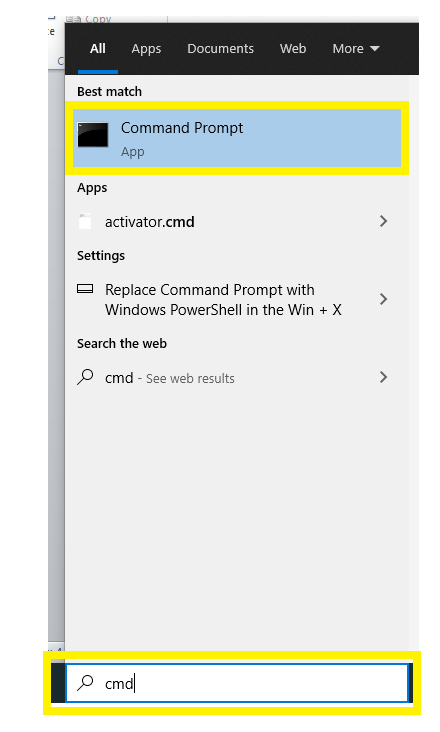 Copy
All Apps Documents Web More
Best match
Command Prompt
App
Apps
activator.cmd
Settings
Replace Command Prompt with
Windows PowerShell in the Win + X
Search the web
cmd - See web results
cmd